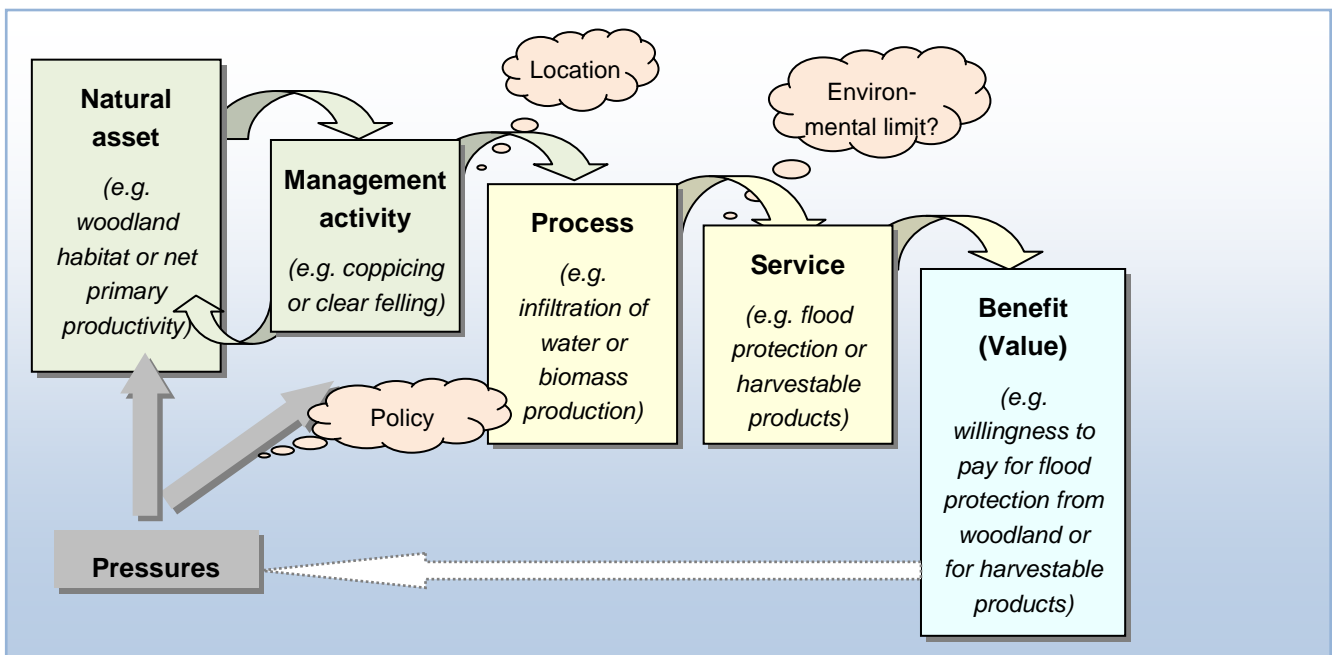 Natural
asset
(e.g.
woodland
habitat or net
primary
productivity)
Management
activity
(e.g. coppicing
or clear felling)
Location
Process
(e.g.
infiltration of
water or
biomass
production)
Environ-
mental limit?
Service
(e.g. flood
protection or
harvestable
products)
Benefit
(Value)
(e.g.
willingness to
pay for flood
protection from
woodland or
for harvestable
products)
Policy
Pressures